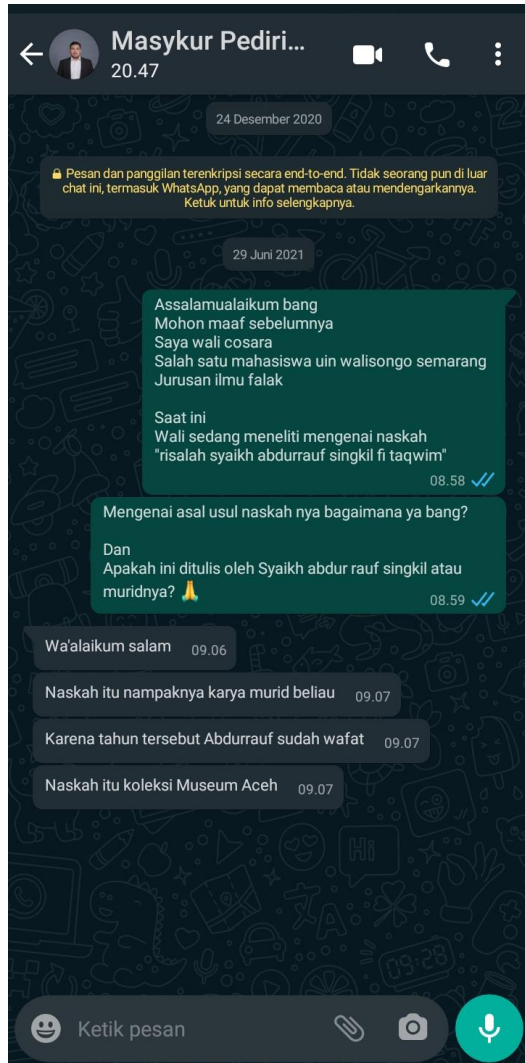 Masykur Pediri...
20.47
24 Desember 2020
Pesan dan panggilan terenkripsi secara end-to-end. Tidak seorang pun di luar
chat ini, termasuk WhatsApp, yang dapat membaca atau mendengarkannya.
Ketuk untuk info selengkapnya.
29 Juni 2021
Assalamualaikum bang
Mohon maaf sebelumnya
Saya wali cosara
Salah satu mahasiswa uin walisongo semarang
Jurusan ilmu falak
Saat ini
Wali sedang meneliti mengenai naskah
"risalah syaikh abdurrauf singkil fi taqwim"
08.58
Mengenai asal usul naskah nya bagaimana ya bang?
Dan
Apakah ini ditulis oleh Syaikh abdur rauf singkil atau
muridnya? 🙏
08.59
Wa'alaikum salam 09.06
Naskah itu nampaknya karya murid beliau 09.07
Karena tahun tersebut Abdurrauf sudah wafat 09.07
Naskah itu koleksi Museum Aceh 09.07
Ketik pesan